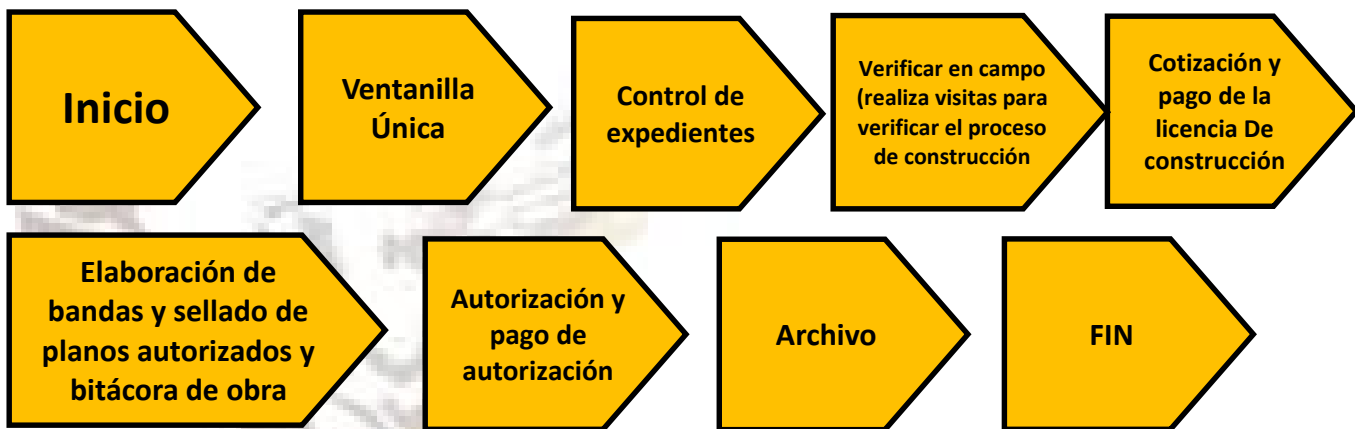 Inicio
Ventanilla
Única
Control de
expedientes
Verificar en campo
(realiza visitas para
verificar el proceso
de construcción
Cotización y
pago de la
licencia De
construcción
Elaboración de
bandas y sellado de
planos autorizados y
bitácora de obra
Autorización y
pago de
autorización
Archivo
FIN